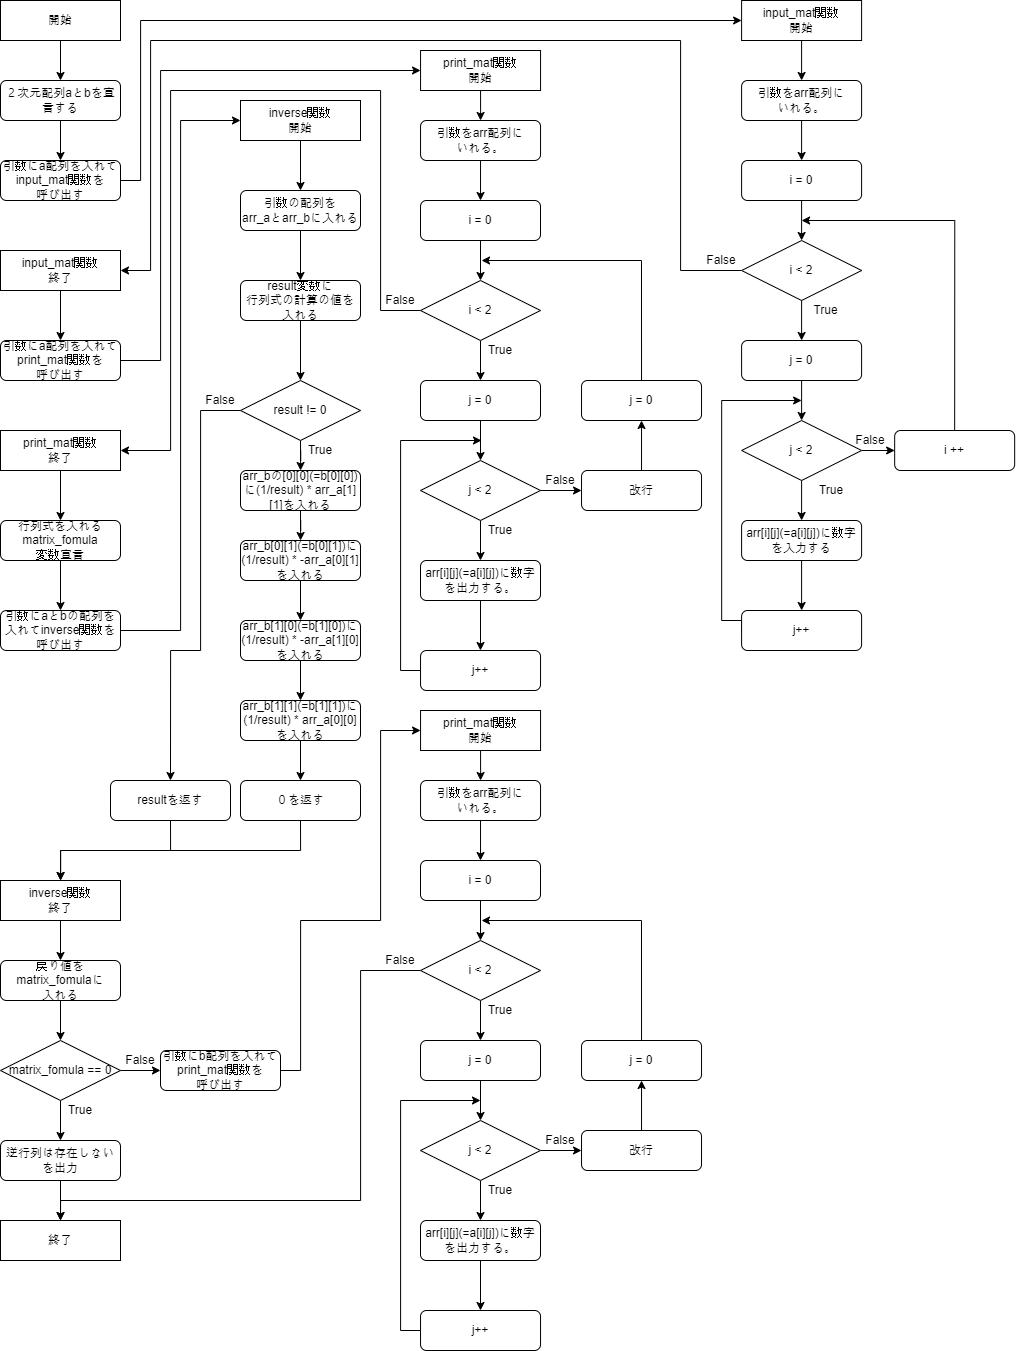 開始
２次元配列aとbを宣
言する
引数にa配列を入れて
input_mat関数を
呼び出す
input_mat関数
終了
引数にa配列を入れて
print_mat関数を
呼び出す
print_mat関数
終了
行列式を入れる
matrix_fomula
変数宣言
引数にaとbの配列を
入れてinverse関数を
呼び出す
inverse関数
開始
引数の配列を
arr_aとarr_bに入れる
result変数に
行列式の計算の値を
入れる
result != 0
False
True
arr_bの[0][0](=b[0][0])
に(1/result) * arr_a[1]
[1]を入れる
arr_b[0][1](=b[0][1])に
(1/result) * -arr_a[0][1]
を入れる
arr_b[1][0](=b[1][0])に
(1/result) * -arr_a[1][0]
を入れる
arr_b[1][1](=b[1][1])に
(1/result) * arr_a[0][0]
を入れる
resultを返す
０を返す
inverse関数
終了
戻り値を
matrix_fomulaに
入れる
matrix_fomula == 0
False
True
引数にb配列を入れて
print_mat関数を
呼び出す
逆行列は存在しない
を出力
終了
print_mat関数
開始
引数をarr配列に
いれる。
i = 0
i < 2
False
True
j = 0
j = 0
j < 2
False
True
改行
arr[i][j](=a[i][j])に数字
を出力する。
j++
print_mat関数
開始
引数をarr配列に
いれる。
i = 0
i < 2
False
True
j = 0
j = 0
j < 2
False
True
改行
arr[i][j](=a[i][j])に数字
を出力する。
j++
input_mat関数
開始
引数をarr配列に
いれる。
i = 0
i < 2
False
True
j = 0
j < 2
False
True
i ++
arr[i][j](=a[i][j])に数字
を入力する
j++